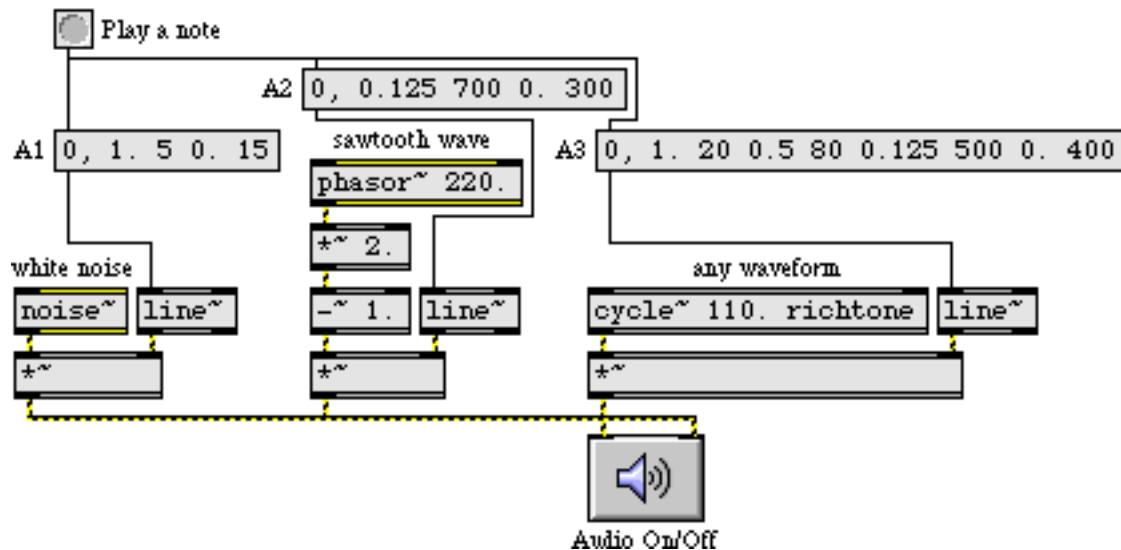 Play a note
A2 0, 0.125 700 0. 300
sawtooth wave
A1 0, 1. 5 0. 15
A3 0, 1. 20 0.5 80 0.125 500 0. 400
phasor~ 220.
*~ 2.
white noise
any waveform
noise~ line~
-~ 1. line~
cycle~ 110. richtone line~
*~
*~
*~
Audio On/Off